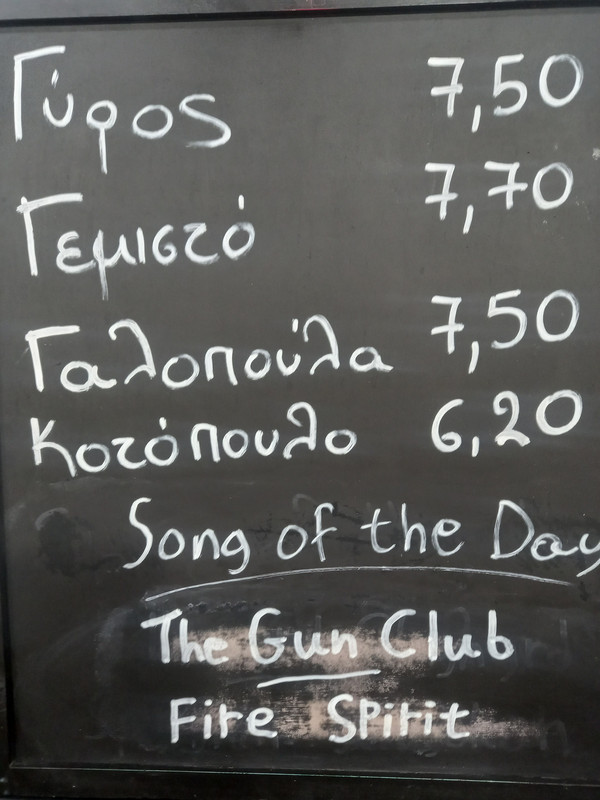 Γύρος 7,50
Γεμιστό 7,70
Γαλοπούλα 7,50
Κοτόπουλο 6,20
Song of the Day
The Gun Club
Fire Spirit